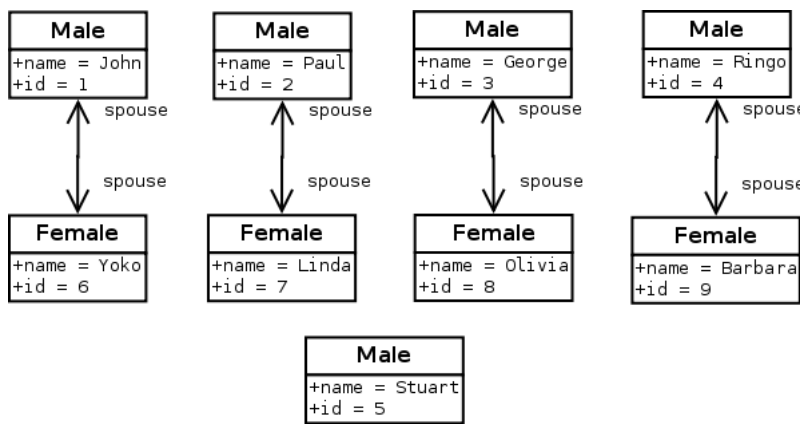 Male
+name = John
+id = 1
Male
+name = Paul
+id = 2
Male
+name = George
+id = 3
Male
+name = Ringo
+id = 4
spouse
spouse
spouse
spouse
spouse
spouse
spouse
spouse
Female
+name = Yoko
+id = 6
Female
+name = Linda
+id = 7
Female
+name = Olivia
+id = 8
Female
+name = Barbara
+id = 9
Male
+name = Stuart
+id = 5